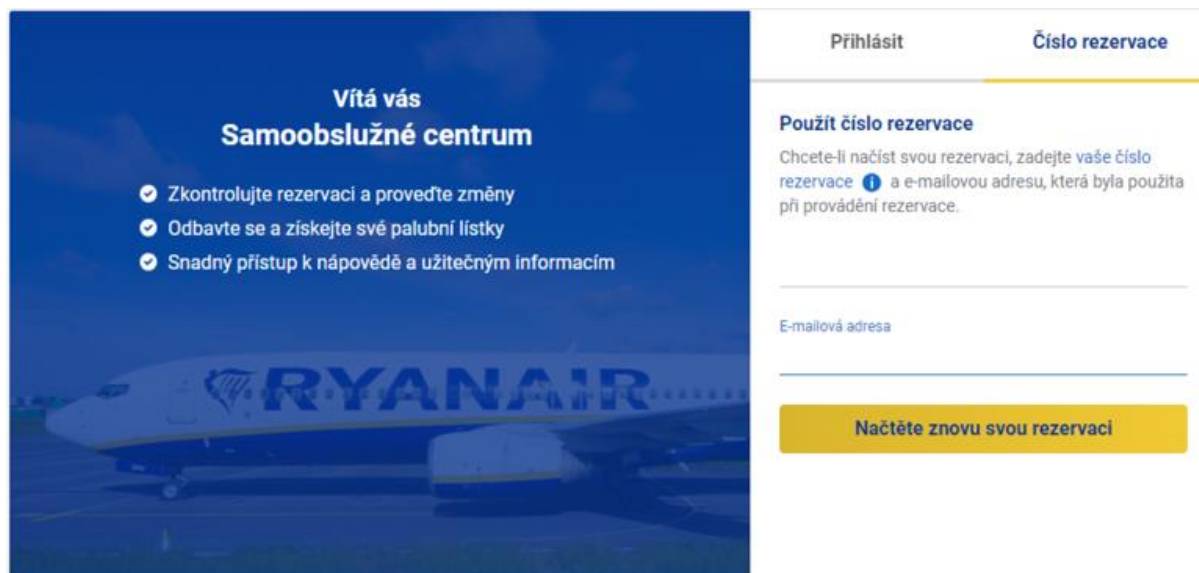 Vítá vás
Samoobslužné centrum
Zkontrolujte rezervaci a proveďte změny
Odbavte se a získejte své palubní lístky
Snadný přístup k nápovědě a užitečným informacím
RYANAIR
Přihlásit
Číslo rezervace
Použít číslo rezervace
Chcete-li načíst svou rezervaci, zadejte vaše číslo
rezervace i a e-mailovou adresu, která byla použita
při provádění rezervace.
E-mailová adresa
Načtěte znovu svou rezervaci